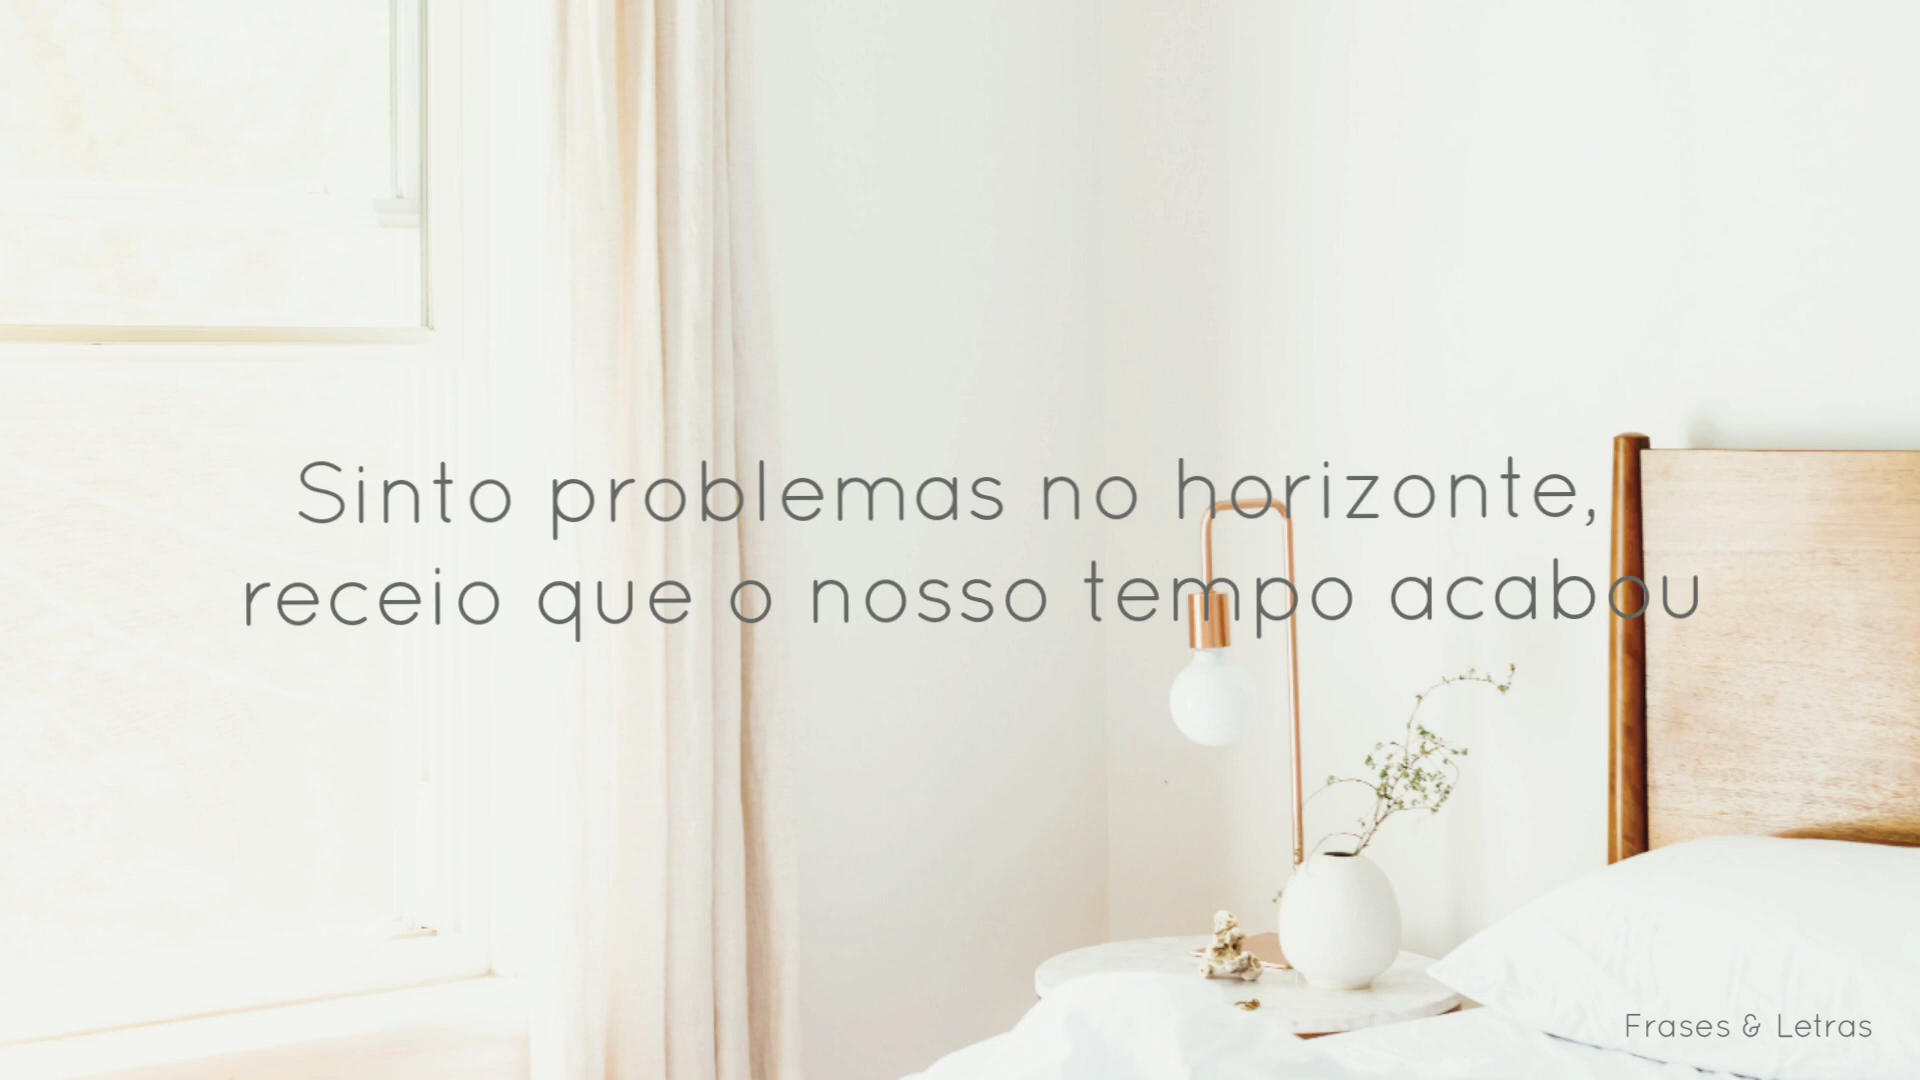 Sinto problemas no horizonte,
receio que o nosso tempo acabou
Frases & Letras